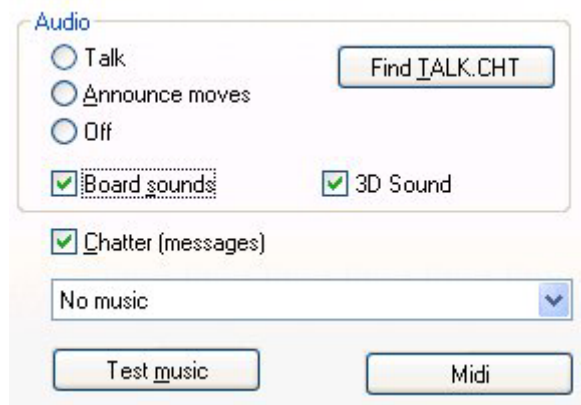 Audio
Talk
Find TALK.CHT
Announce moves
Off
Board sounds
3D Sound
Chatter (messages)
No music
Test music
Midi